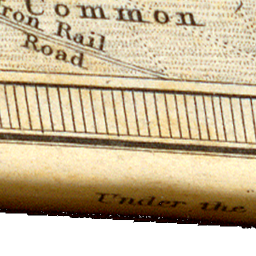 Common
ron Rail
Road
Under the